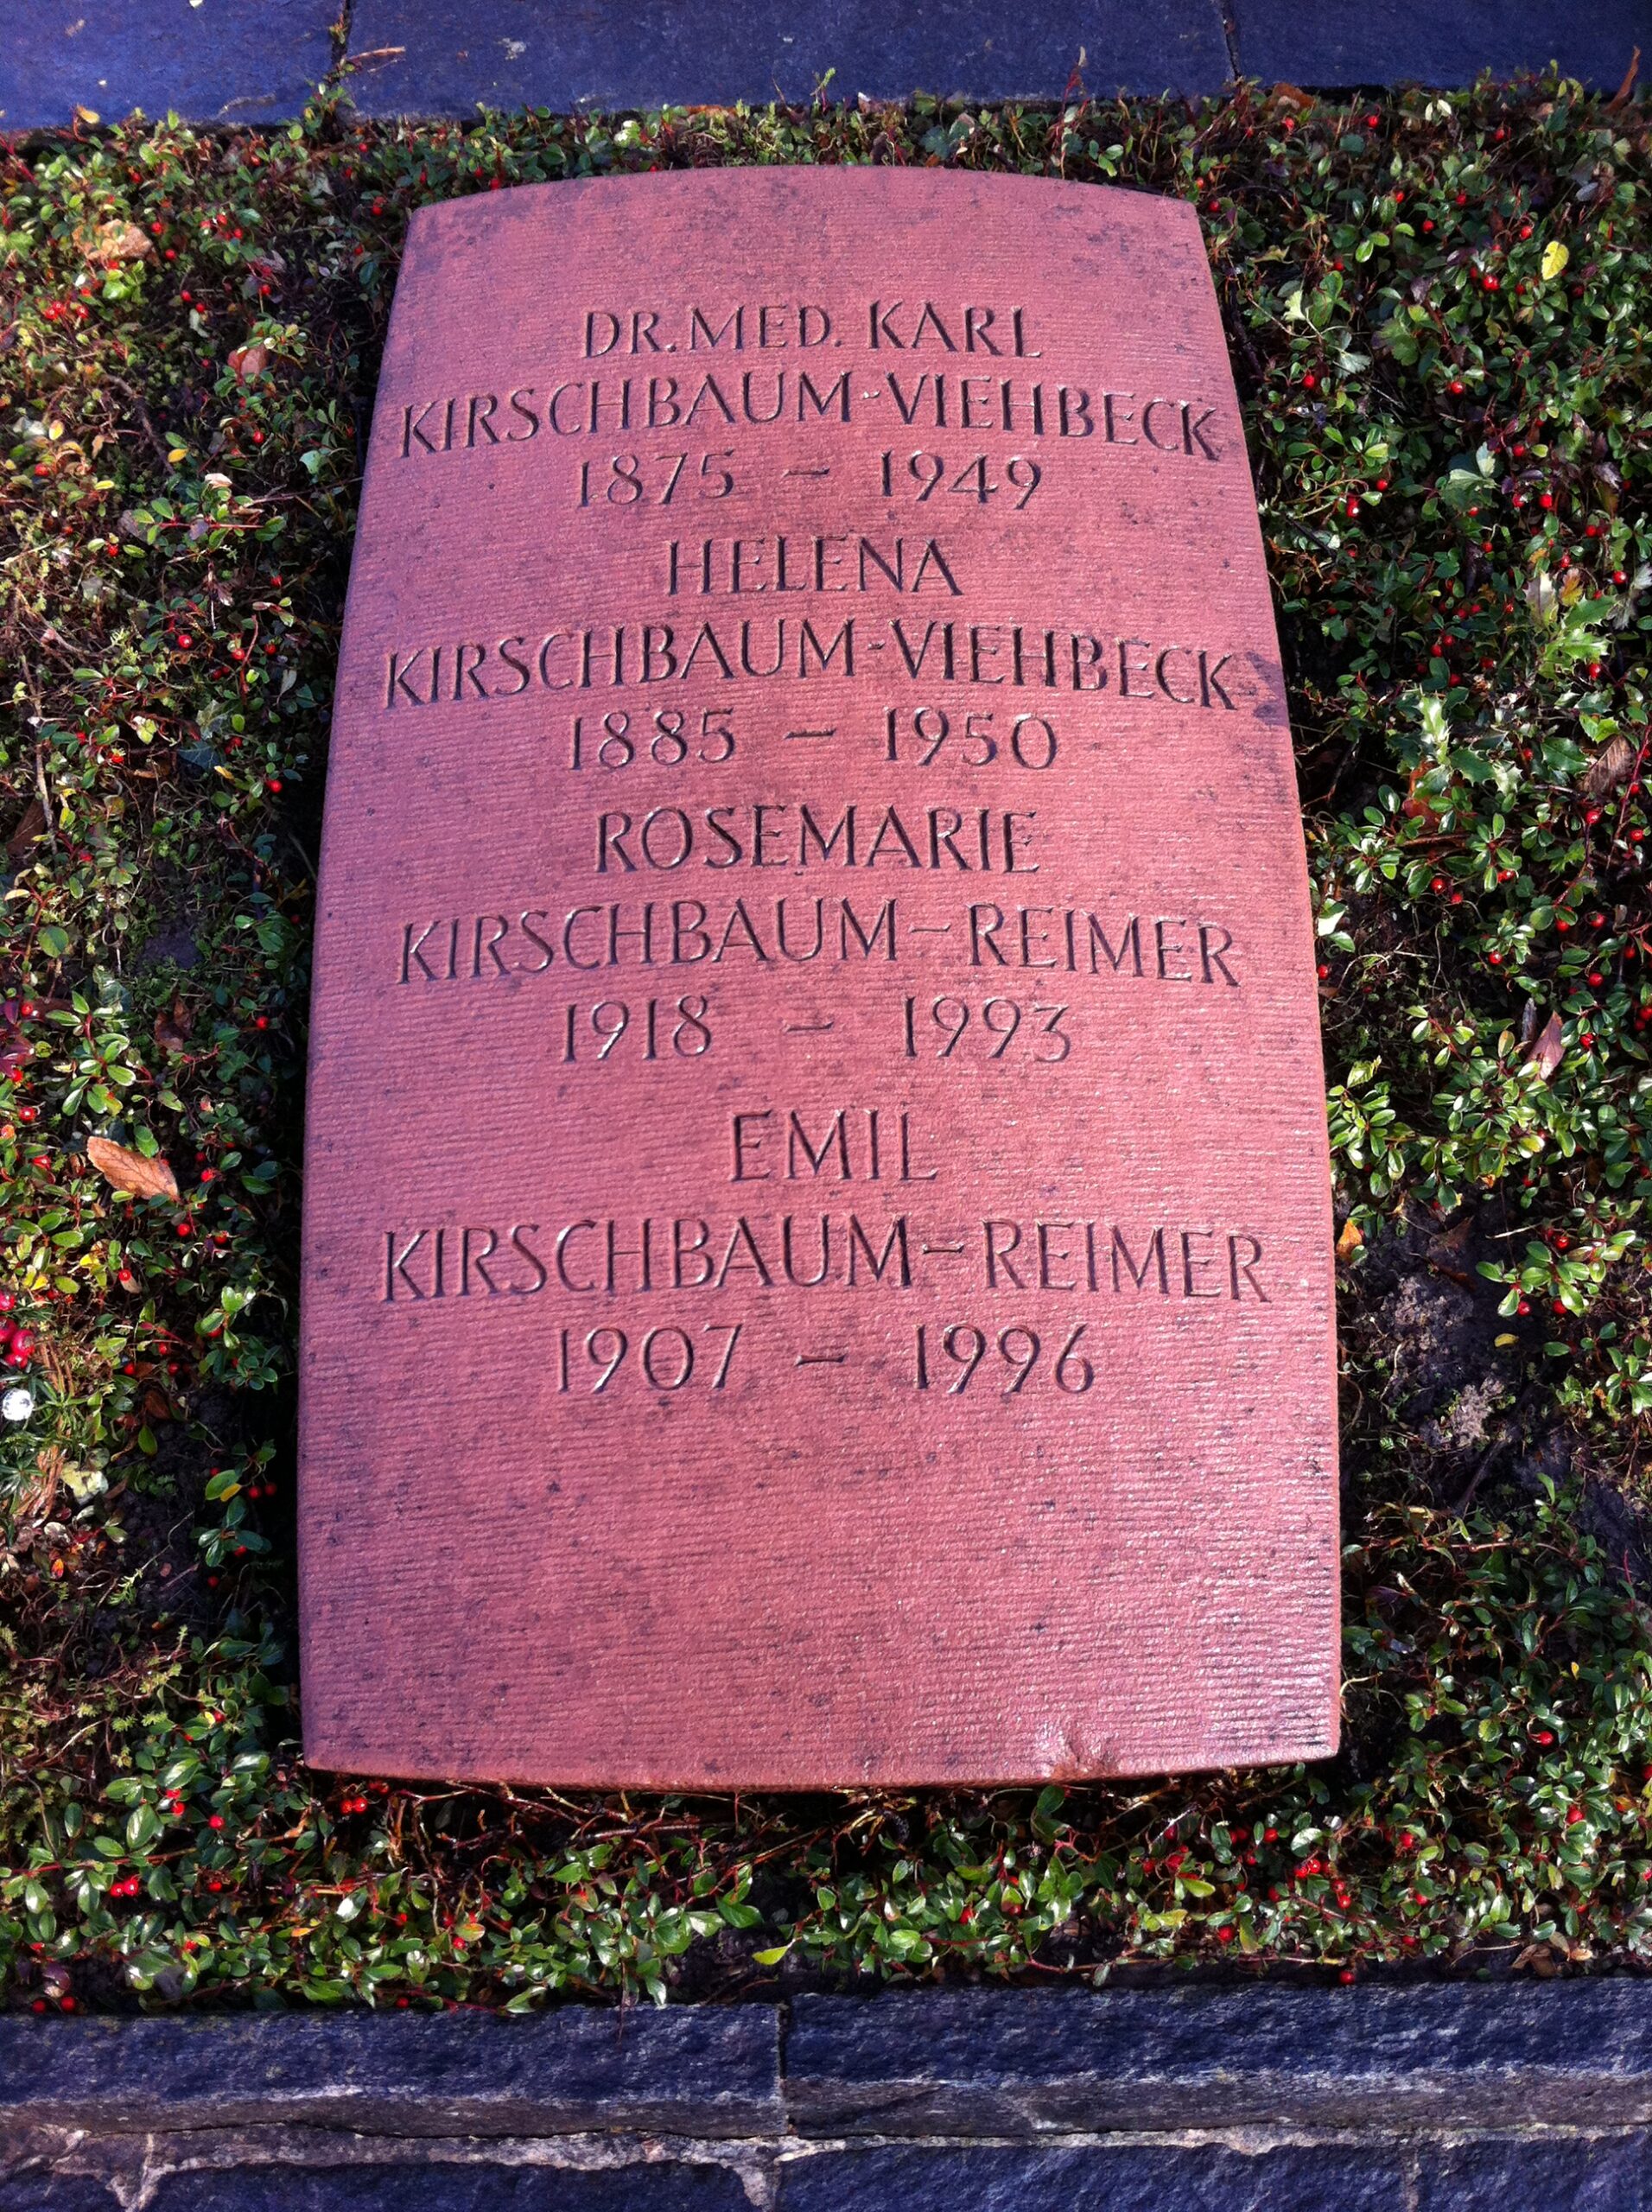 DR. MED. KARL
KIRSCHBAUM-VIEHBECK
1875 - 1949
HELENA
KIRSCHBAUM-VIEHBECK
1885 - 1950
ROSEMARIE
KIRSCHBAUM-REIMER
1918 - 1993
EMIL
KIRSCHBAUM-REIMER
1907 - 1996